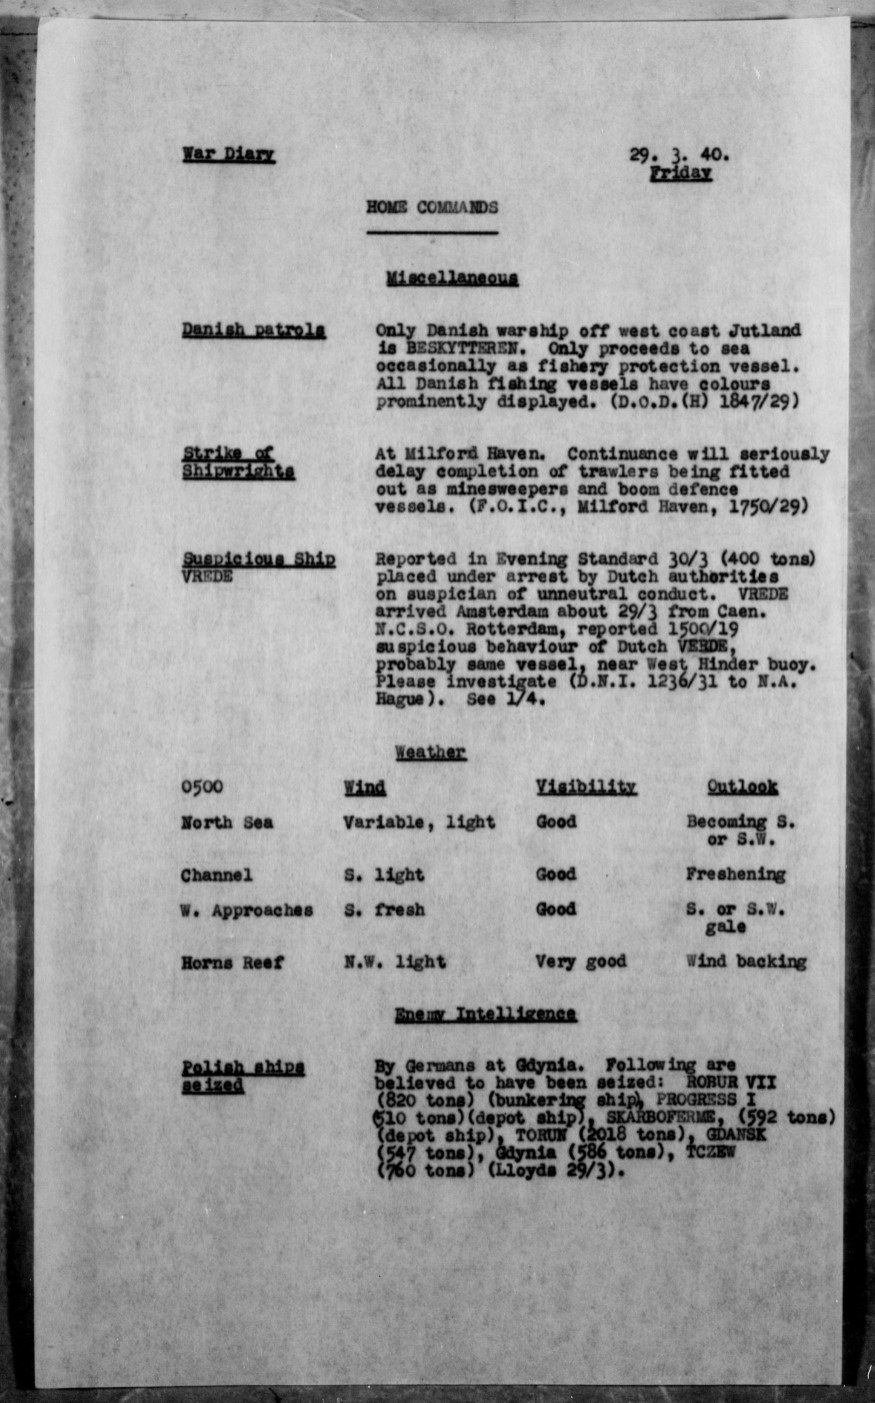 War Diary 29. 3. 40.
Friday
HOME COMMANDS
Miscellaneous
Danish patrols Only Danish warship off west coast Jutland
is BESKYTTEREN. Only proceeds to sea
occasionally as fishery protection vessel.
All Danish fishing vessels have colours
prominently displayed. (D.O.D.(H) 1847/29)
Strike of At Milford Haven. Continuance will seriously
Shipwrights delay completion of trawlers being fitted
out as minesweepers and boom defence
vessels. (F.O.I.C., Milford Haven, 1750/29)
Suspicious Ship Reported in Evening Standard 30/3 (400 tons)
VREDE placed under arrest by Dutch authorities
on suspician of unneutral conduct. VREDE
arrived Amsterdam about 29/3 from Caen.
N.C.S.O. Rotterdam, reported 1500/19
suspicious behaviour of Dutch VERDE,
probably same vessel, near West Hinder buoy.
Please investigate (D.N.I. 1236/31 to N.A.
Hague). See 1/4.
Weather
0500 Wind Visibility Outlook
North Sea Variable, light Good Becoming S.
or S.W.
Channel S. light Good Freshening
W. Approaches S. fresh Good S. or S.W.
gale
Horns Reef N.W. light Very good Wind backing
Enemy Intelligence
Polish ships By Germans at Gdynia. Following are
seized believed to have been seized: ROBUR VII
(820 tons) (bunkering ship), PROGRESS I
(510 tons)(depot ship), SKARBOFERME, (592 tons)
(depot ship), TORUN (2018 tons), GDANSK
(547 tons), Gdynia (586 tons), TCZEW
(760 tons) (Lloyds 29/3).